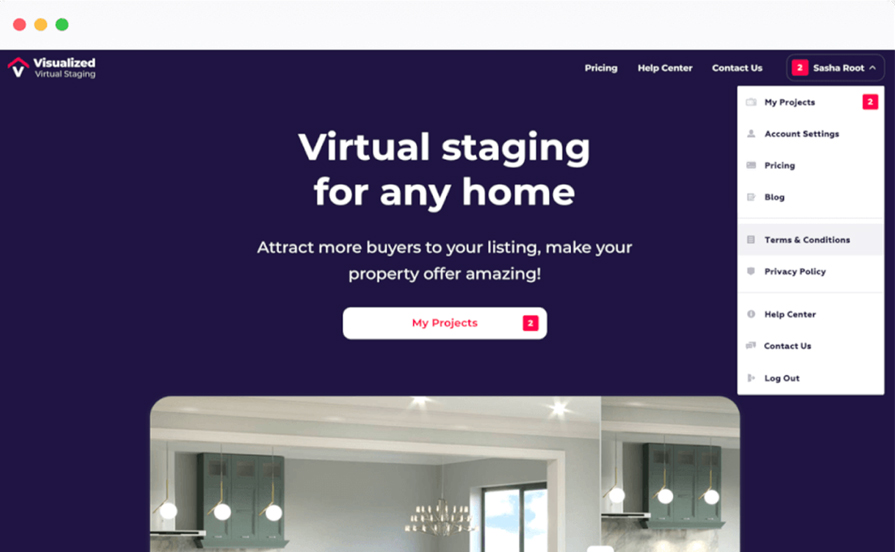 Visualized
Virtual Staging
Pricing
Help Center
Contact Us
2
Sasha Root
My Projects
2
Account Settings
Pricing
Blog
Terms & Conditions
Privacy Policy
Help Center
Contact Us
Log Out
Virtual staging
for any home
Attract more buyers to your listing, make your
property offer amazing!
My Projects
2